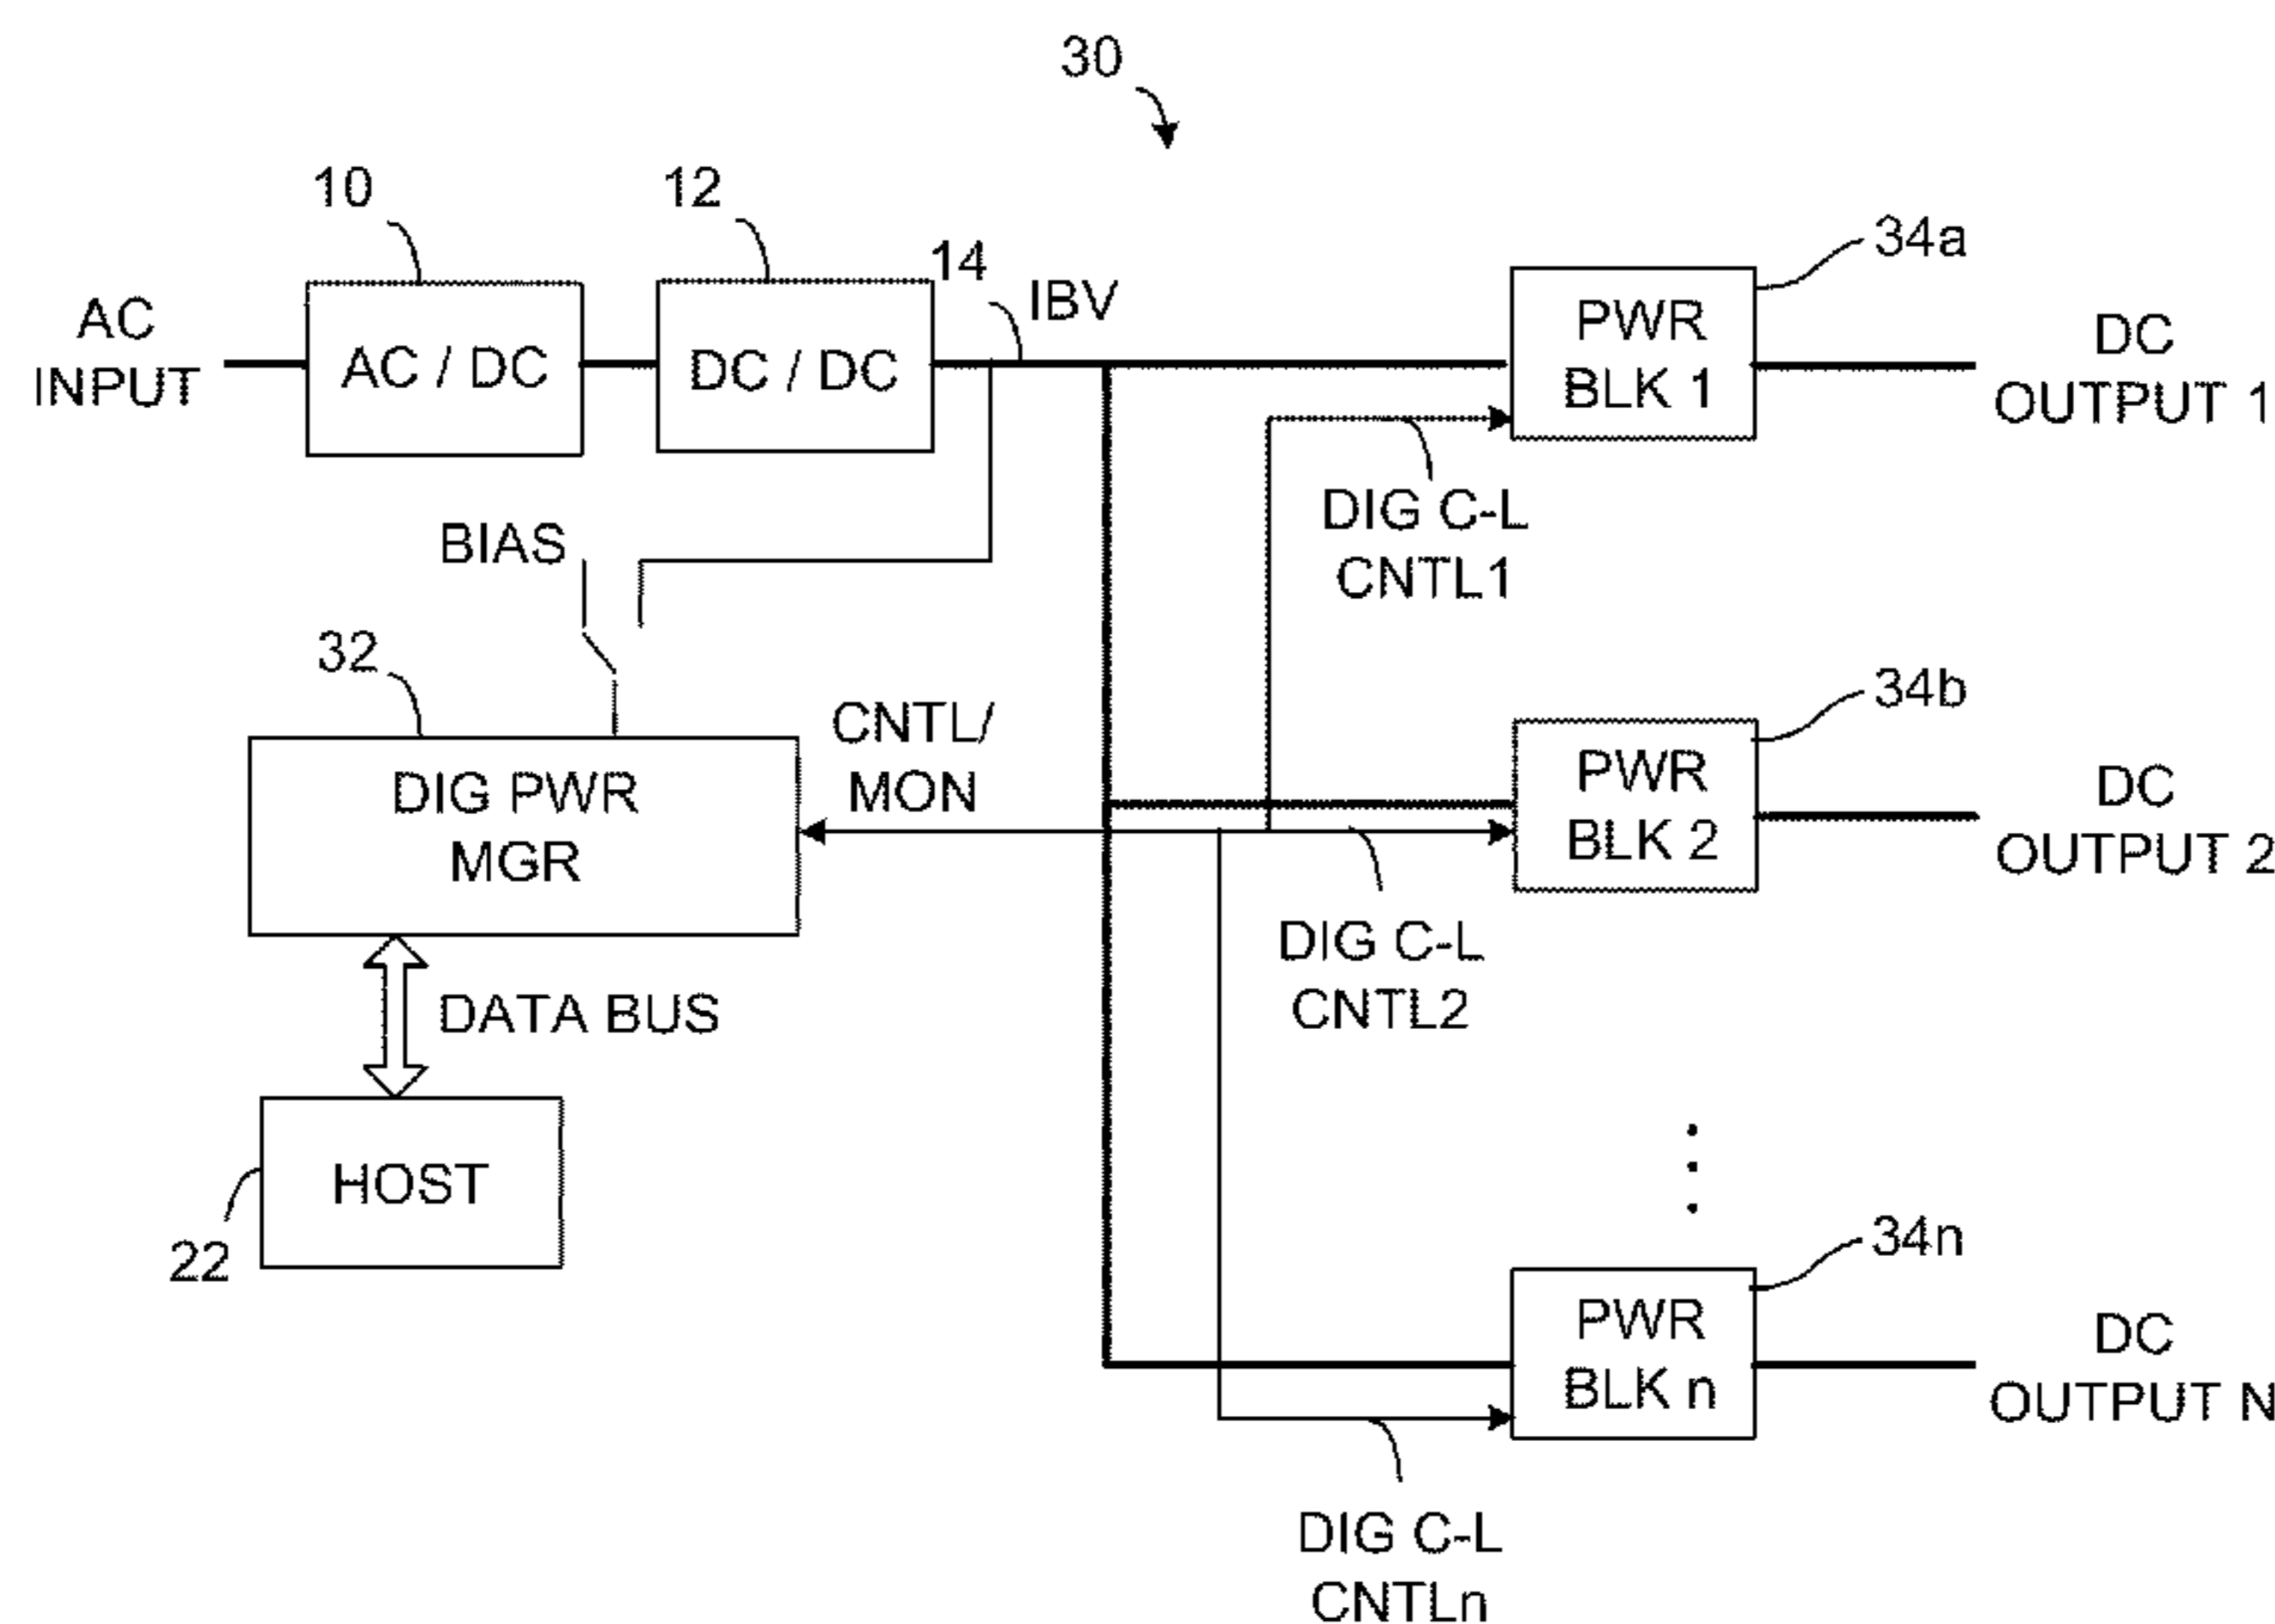 30
10
12
14
IBV
34a
AC
INPUT
AC / DC
DC / DC
PWR
BLK 1
DC
OUTPUT 1
DIG C-L
CNTL1
BIAS
32
CNTL/
MON
34b
DIG PWR
MGR
PWR
BLK 2
DC
OUTPUT 2
DIG C-L
CNTL2
DATA BUS
HOST
22
34n
PWR
BLK n
DC
OUTPUT N
DIG C-L
CNTLn